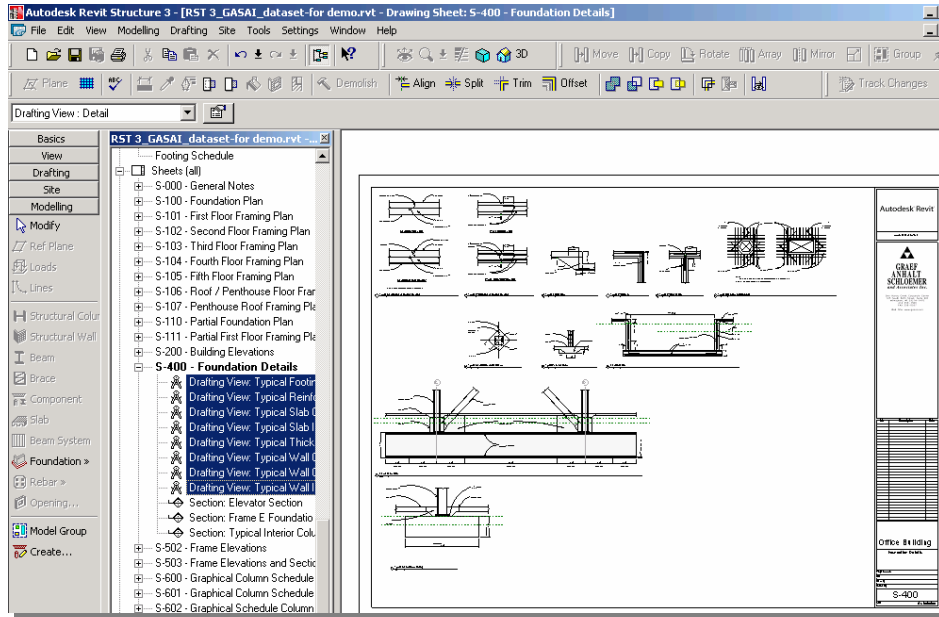 Autodesk Revit Structure 3 - [RST 3_GASAI_dataset-for demo.rvt - Drawing Sheet: S-400 - Foundation Details]
File Edit View Modelling Drafting Site Tools Settings Window Help
3D Move Copy Rotate Array Mirror Group
Plane Demolish Align Split Trim Offset Track Changes
Drafting View : Detail
Basics
View
Drafting
Site
Modelling
Modify
Ref Plane
Loads
Lines
Structural Colur
Structural Wall
Beam
Brace
Component
Slab
Beam System
Foundation »
Rebar »
Opening...
Model Group
Create...
RST 3_GASAI_dataset-for demo.rvt -...
Footing Schedule
Sheets (all)
S-000 - General Notes
S-100 - Foundation Plan
S-101 - First Floor Framing Plan
S-102 - Second Floor Framing Plan
S-103 - Third Floor Framing Plan
S-104 - Fourth Floor Framing Plan
S-105 - Fifth Floor Framing Plan
S-106 - Roof / Penthouse Floor Frar
S-107 - Penthouse Roof Framing Pla
S-110 - Partial Foundation Plan
S-111 - Partial First Floor Framing Pla
S-200 - Building Elevations
S-400 - Foundation Details
Drafting View: Typical Footin
Drafting View: Typical Reinfo
Drafting View: Typical Slab C
Drafting View: Typical Slab I
Drafting View: Typical Thick
Drafting View: Typical Wall C
Drafting View: Typical Wall C
Drafting View: Typical Wall I
Section: Elevator Section
Section: Frame E Foundatio
Section: Typical Interior Colu
S-502 - Frame Elevations
S-503 - Frame Elevations and Sectic
S-600 - Graphical Column Schedule
S-601 - Graphical Column Schedule
S-602 - Graphical Schedule Column
Autodesk Revit
GRAEF
ANHALT
SCHLOEMER
and Associates Inc.
Office Building
Foundation Details
S-400